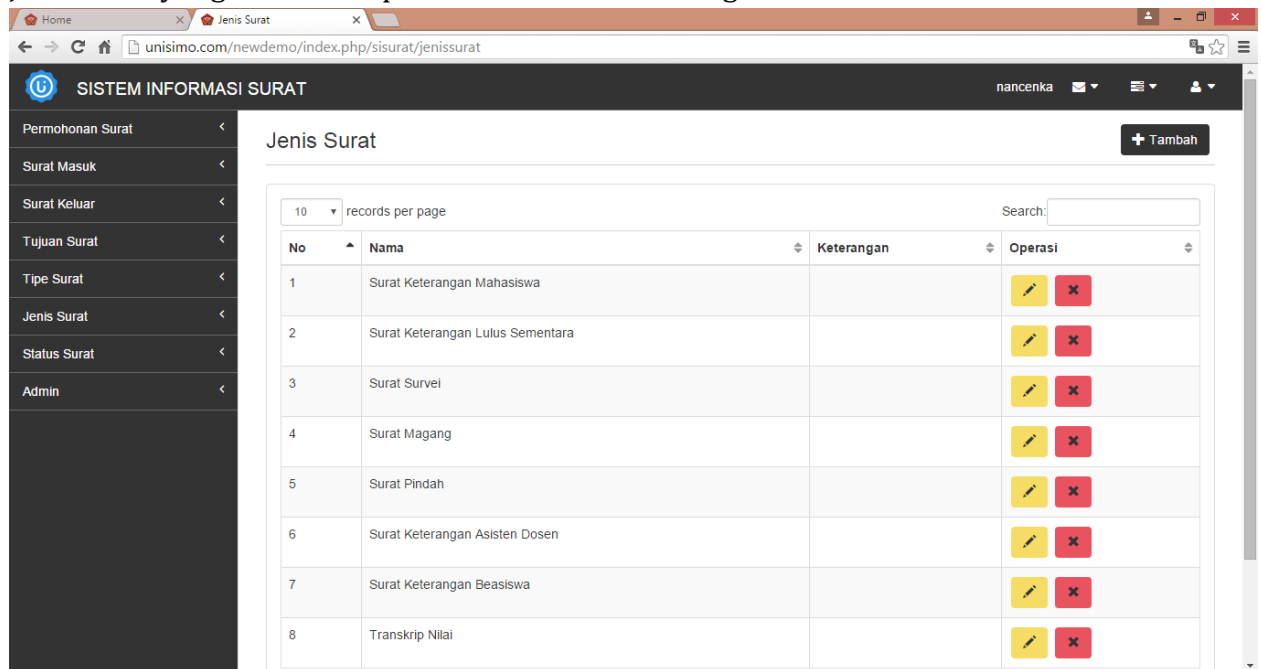 Home
Jenis Surat
unisimo.com/newdemo/index.php/sisurat/jenissurat
SISTEM INFORMASI SURAT
nancenka
Permohonan Surat
Surat Masuk
Surat Keluar
Tujuan Surat
Tipe Surat
Jenis Surat
Status Surat
Admin
Jenis Surat
Tambah
10 records per page
Search:
No Nama Keterangan Operasi
1 Surat Keterangan Mahasiswa
2 Surat Keterangan Lulus Sementara
3 Surat Survei
4 Surat Magang
5 Surat Pindah
6 Surat Keterangan Asisten Dosen
7 Surat Keterangan Beasiswa
8 Transkrip Nilai